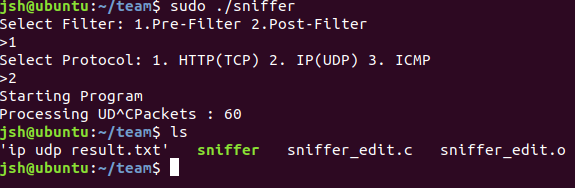 jsh@ubuntu:~/team$ sudo ./sniffer
Select Filter: 1.Pre-Filter 2.Post-Filter
>1
Select Protocol: 1. HTTP(TCP) 2. IP(UDP) 3. ICMP
>2
Starting Program
Processing UD^CPackets : 60
jsh@ubuntu:~/team$ ls
'ip udp result.txt'   sniffer   sniffer_edit.c   sniffer_edit.o
jsh@ubuntu:~/team$